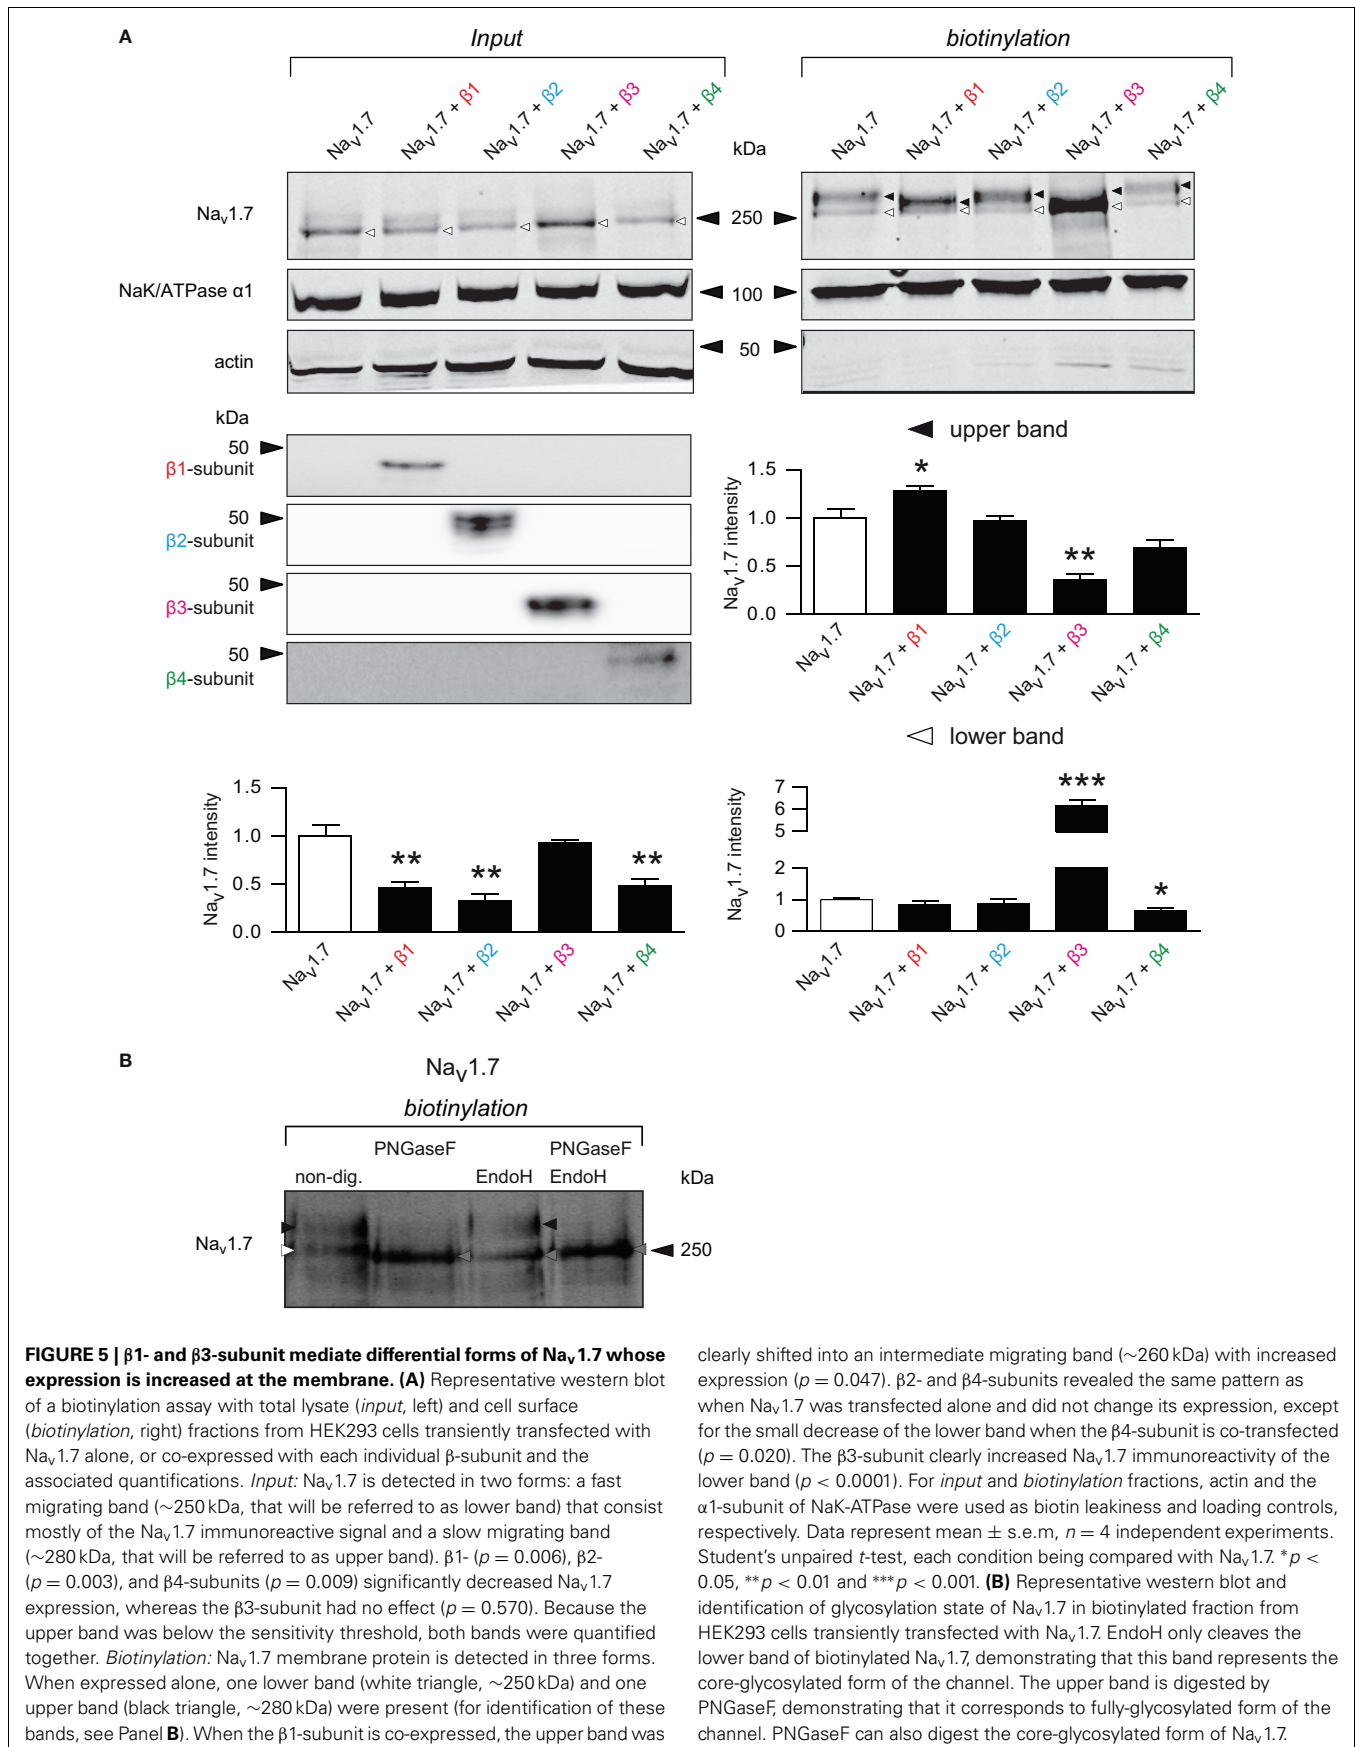 A
Input
biotinylation
Nav1.7
Nav1.7 + β1
Nav1.7 + β2
Nav1.7 + β3
Nav1.7 + β4
kDa
Nav1.7
Nav1.7 + β1
Nav1.7 + β2
Nav1.7 + β3
Nav1.7 + β4
Nav1.7
250
NaK/ATPase α1
100
actin
50
kDa
50
β1-subunit
50
β2-subunit
50
β3-subunit
50
β4-subunit
upper band
Nav1.7 intensity
1.5
1.0
0.5
0.0
*
**
Nav1.7
Nav1.7 + β1
Nav1.7 + β2
Nav1.7 + β3
Nav1.7 + β4
lower band
Nav1.7 intensity
1.5
1.0
0.5
0.0
**
**
**
Nav1.7
Nav1.7 + β1
Nav1.7 + β2
Nav1.7 + β3
Nav1.7 + β4
Nav1.7 intensity
7
6
5
2
1
0
***
*
Nav1.7
Nav1.7 + β1
Nav1.7 + β2
Nav1.7 + β3
Nav1.7 + β4
B
Nav1.7
biotinylation
PNGaseF
PNGaseF
non-dig.
EndoH
EndoH
kDa
Nav1.7
250
FIGURE 5 | β1- and β3-subunit mediate differential forms of Nav1.7 whose
expression is increased at the membrane. (A) Representative western blot
of a biotinylation assay with total lysate (input, left) and cell surface
(biotinylation, right) fractions from HEK293 cells transiently transfected with
Nav1.7 alone, or co-expressed with each individual β-subunit and the
associated quantifications. Input: Nav1.7 is detected in two forms: a fast
migrating band (∼250 kDa, that will be referred to as lower band) that consist
mostly of the Nav1.7 immunoreactive signal and a slow migrating band
(∼280 kDa, that will be referred to as upper band). β1- (p = 0.006), β2-
(p = 0.003), and β4-subunits (p = 0.009) significantly decreased Nav1.7
expression, whereas the β3-subunit had no effect (p = 0.570). Because the
upper band was below the sensitivity threshold, both bands were quantified
together. Biotinylation: Nav1.7 membrane protein is detected in three forms.
When expressed alone, one lower band (white triangle, ∼250 kDa) and one
upper band (black triangle, ∼280 kDa) were present (for identification of these
bands, see Panel B). When the β1-subunit is co-expressed, the upper band was
clearly shifted into an intermediate migrating band (∼260 kDa) with increased
expression (p = 0.047). β2- and β4-subunits revealed the same pattern as
when Nav1.7 was transfected alone and did not change its expression, except
for the small decrease of the lower band when the β4-subunit is co-transfected
(p = 0.020). The β3-subunit clearly increased Nav1.7 immunoreactivity of the
lower band (p < 0.0001). For input and biotinylation fractions, actin and the
α1-subunit of NaK-ATPase were used as biotin leakiness and loading controls,
respectively. Data represent mean ± s.e.m, n = 4 independent experiments.
Student's unpaired t-test, each condition being compared with Nav1.7. *p <
0.05, **p < 0.01 and ***p < 0.001. (B) Representative western blot and
identification of glycosylation state of Nav1.7 in biotinylated fraction from
HEK293 cells transiently transfected with Nav1.7. EndoH only cleaves the
lower band of biotinylated Nav1.7, demonstrating that this band represents the
core-glycosylated form of the channel. The upper band is digested by
PNGaseF, demonstrating that it corresponds to fully-glycosylated form of the
channel. PNGaseF can also digest the core-glycosylated form of Nav1.7.